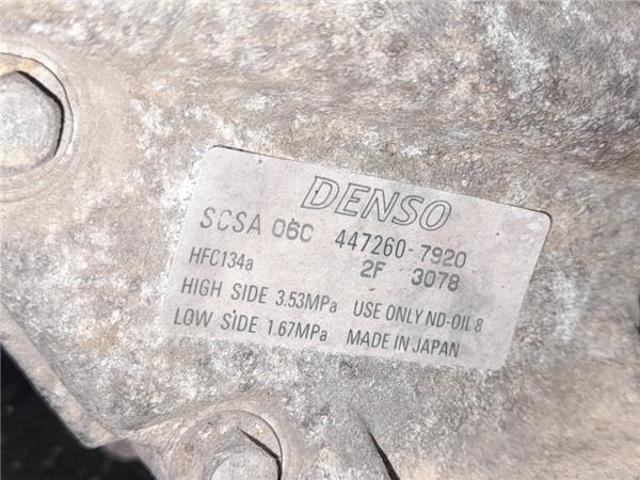 DENSO
SCSA 06C 447260-7920
HFC134a 2F 3078
HIGH SIDE 3.53MPa USE ONLY ND-OIL 8
LOW SIDE 1.67MPa MADE IN JAPAN